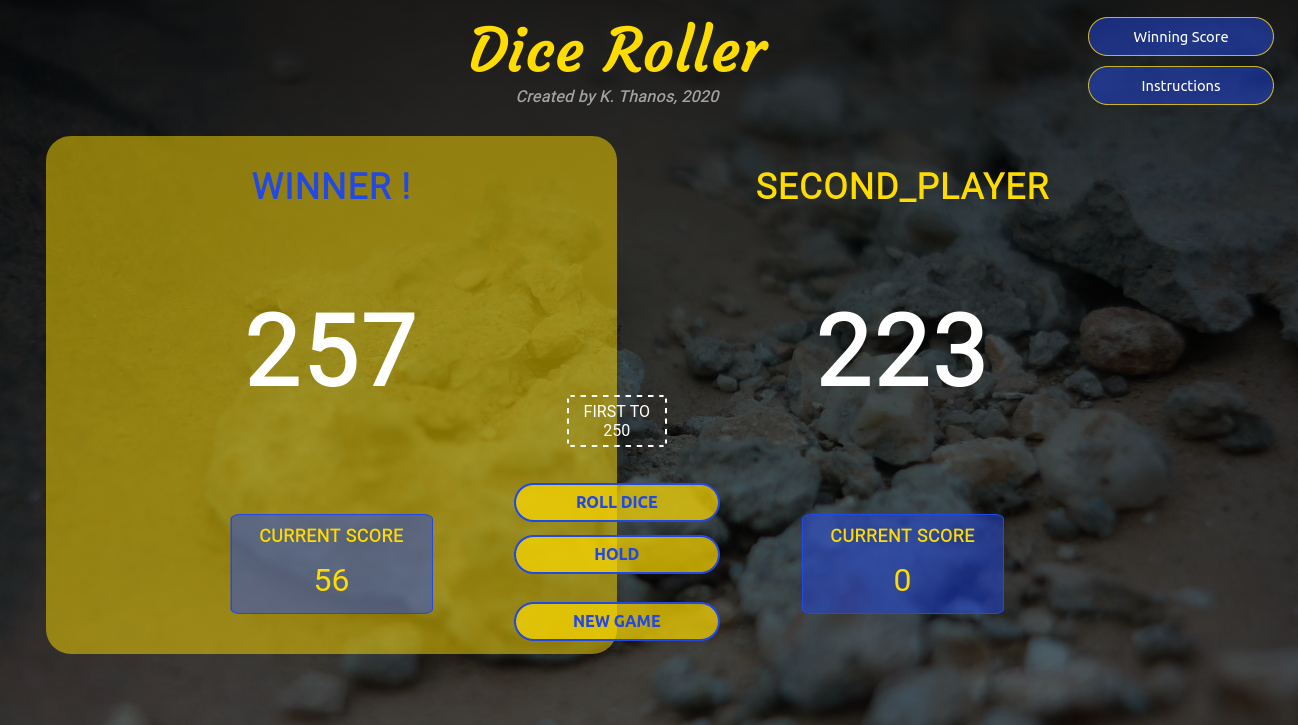 Dice Roller
Created by K. Thanos, 2020
Winning Score
Instructions
WINNER !
257
CURRENT SCORE
56
SECOND_PLAYER
223
CURRENT SCORE
0
FIRST TO
250
ROLL DICE
HOLD
NEW GAME